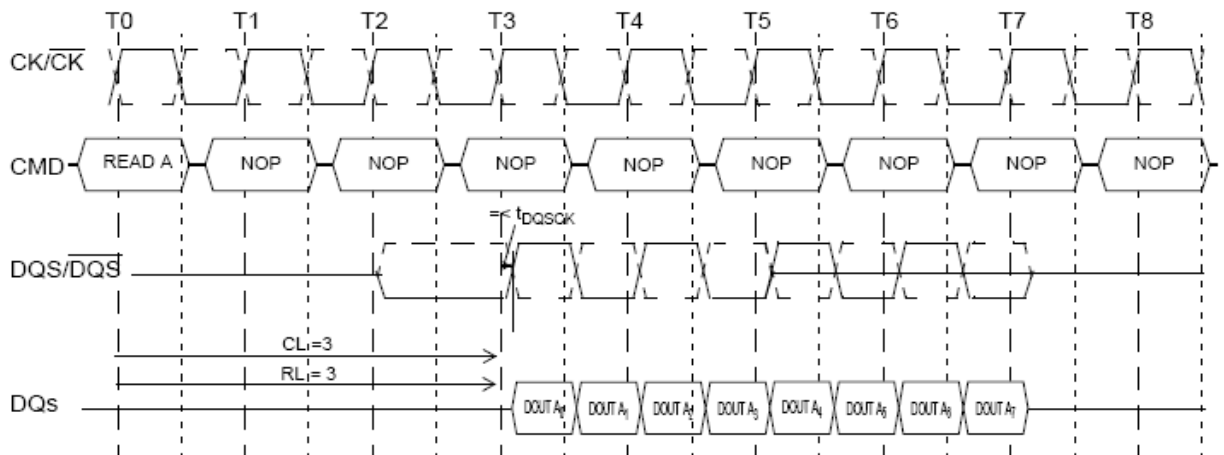 T0 T1 T2 T3 T4 T5 T6 T7 T8
CK/CK
CMD READ A NOP NOP NOP NOP NOP NOP NOP NOP
=< tDQSCK
DQS/DQS
CL = 3
RL = 3
DQs DOUT A0 DOUT A1 DOUT A2 DOUT A3 DOUT A4 DOUT A5 DOUT A6 DOUT A7